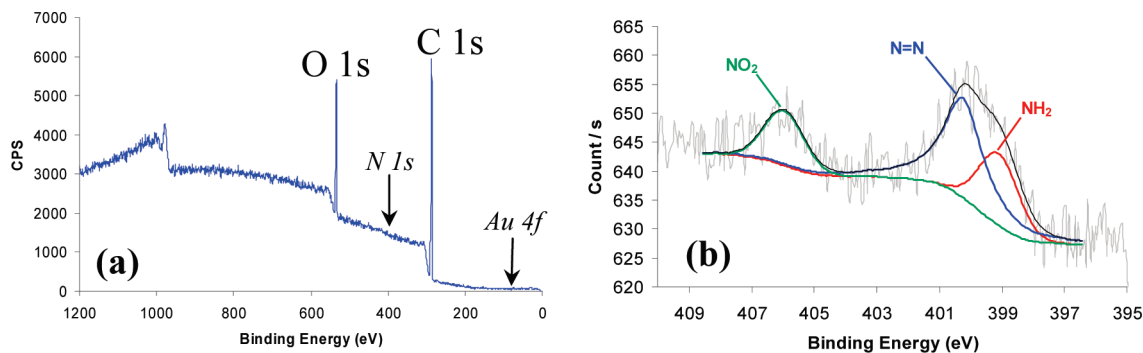 7000
6000
5000
4000
3000
2000
1000
0
CPS
O 1s
C 1s
N 1s
Au 4f
(a)
1200 1000 800 600 400 200 0
Binding Energy (eV)
665
660
655
650
645
640
635
630
625
620
Count / s
NO₂
N=N
NH₂
(b)
409 407 405 403 401 399 397 395
Binding Energy (eV)